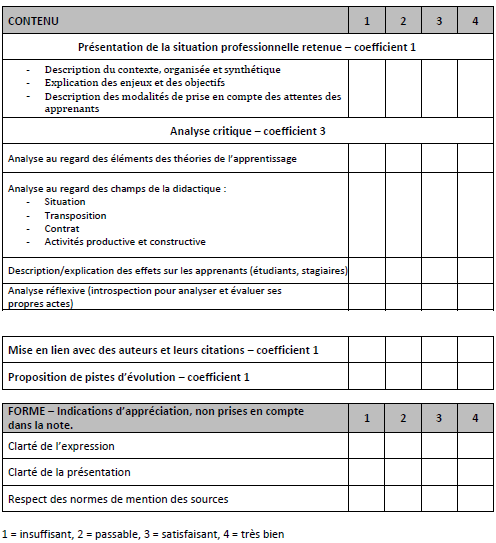 CONTENU 1 2 3 4
Présentation de la situation professionnelle retenue – coefficient 1
- Description du contexte, organisée et synthétique
- Explication des enjeux et des objectifs
- Description des modalités de prise en compte des attentes des
apprenants
Analyse critique – coefficient 3
Analyse au regard des éléments des théories de l’apprentissage
Analyse au regard des champs de la didactique :
- Situation
- Transposition
- Contrat
- Activités productive et constructive
Description/explication des effets sur les apprenants (étudiants, stagiaires)
Analyse réflexive (introspection pour analyser et évaluer ses
propres actes)
Mise en lien avec des auteurs et leurs citations – coefficient 1
Proposition de pistes d’évolution – coefficient 1
FORME – Indications d’appréciation, non prises en compte
dans la note. 1 2 3 4
Clarté de l’expression
Clarté de la présentation
Respect des normes de mention des sources
1 = insuffisant, 2 = passable, 3 = satisfaisant, 4 = très bien